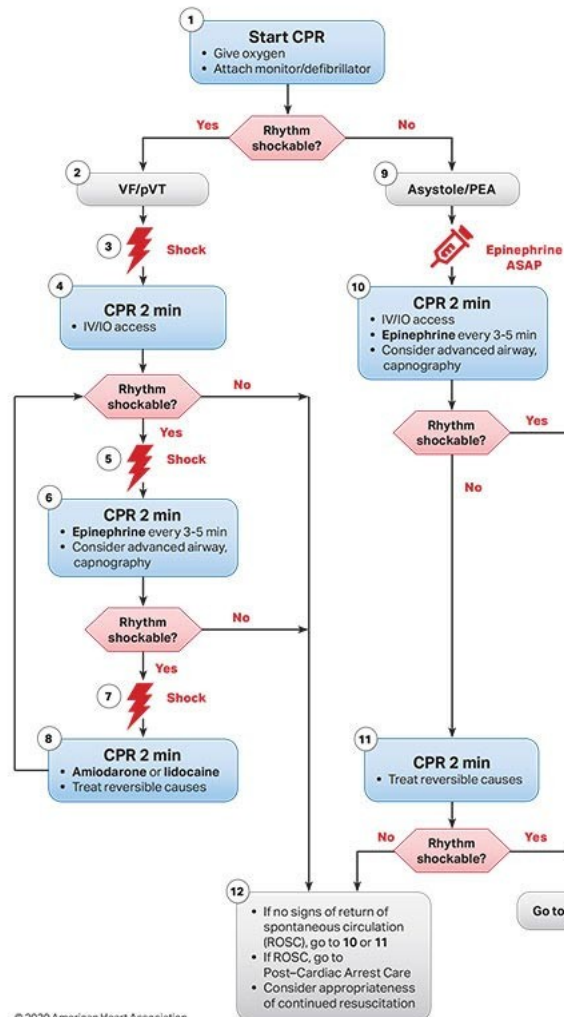 1
Start CPR
• Give oxygen
• Attach monitor/defibrillator
Yes
Rhythm
shockable?
No
2
VF/pVT
9
Asystole/PEA
3
Shock
Epinephrine
ASAP
4
CPR 2 min
• IV/IO access
10
CPR 2 min
• IV/IO access
• Epinephrine every 3-5 min
• Consider advanced airway,
capnography
Rhythm
shockable?
No
Yes
Rhythm
shockable?
Yes
No
5
Shock
6
CPR 2 min
• Epinephrine every 3-5 min
• Consider advanced airway,
capnography
Rhythm
shockable?
No
Yes
7
Shock
8
CPR 2 min
• Amiodarone or lidocaine
• Treat reversible causes
11
CPR 2 min
• Treat reversible causes
No
Rhythm
shockable?
Yes
12
• If no signs of return of
spontaneous circulation
(ROSC), go to 10 or 11
• If ROSC, go to
Post–Cardiac Arrest Care
• Consider appropriateness
of continued resuscitation
Go to
© 2020 American Heart Association